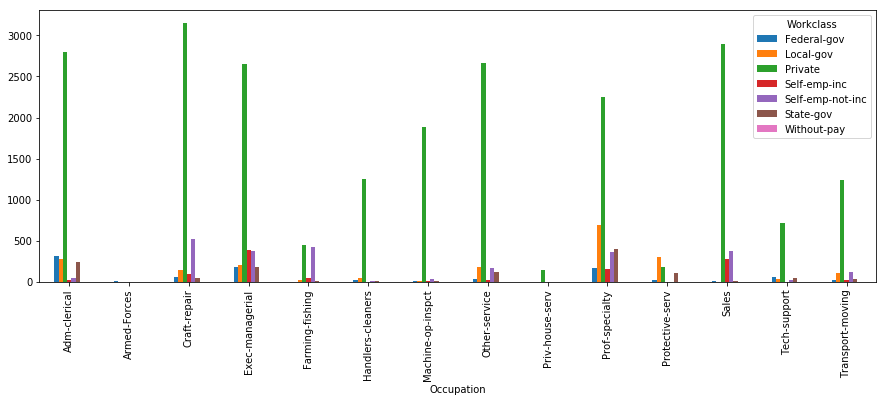 3000
2500
2000
1500
1000
500
0
Workclass
Federal-gov
Local-gov
Private
Self-emp-inc
Self-emp-not-inc
State-gov
Without-pay
Adm-clerical
Armed-Forces
Craft-repair
Exec-managerial
Farming-fishing
Handlers-cleaners
Machine-op-inspct
Other-service
Priv-house-serv
Prof-specialty
Protective-serv
Sales
Tech-support
Transport-moving
Occupation